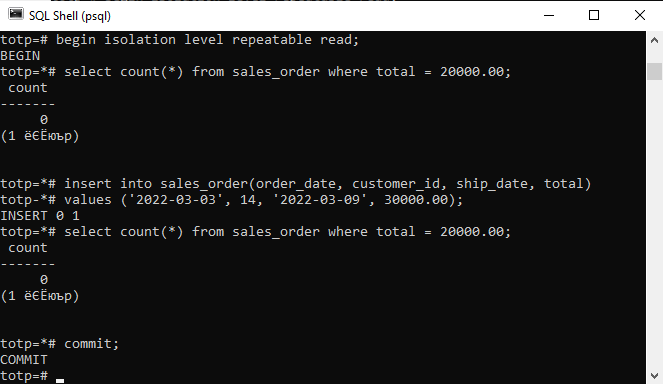 SQL Shell (psql)
totp=# begin isolation level repeatable read;
BEGIN
totp=*# select count(*) from sales_order where total = 20000.00;
count
-------
0
(1 ёЄЁюър)
totp=*# insert into sales_order(order_date, customer_id, ship_date, total)
totp-*# values ('2022-03-03', 14, '2022-03-09', 30000.00);
INSERT 0 1
totp=*# select count(*) from sales_order where total = 20000.00;
count
-------
0
(1 ёЄЁюър)
totp=*# commit;
COMMIT
totp=#